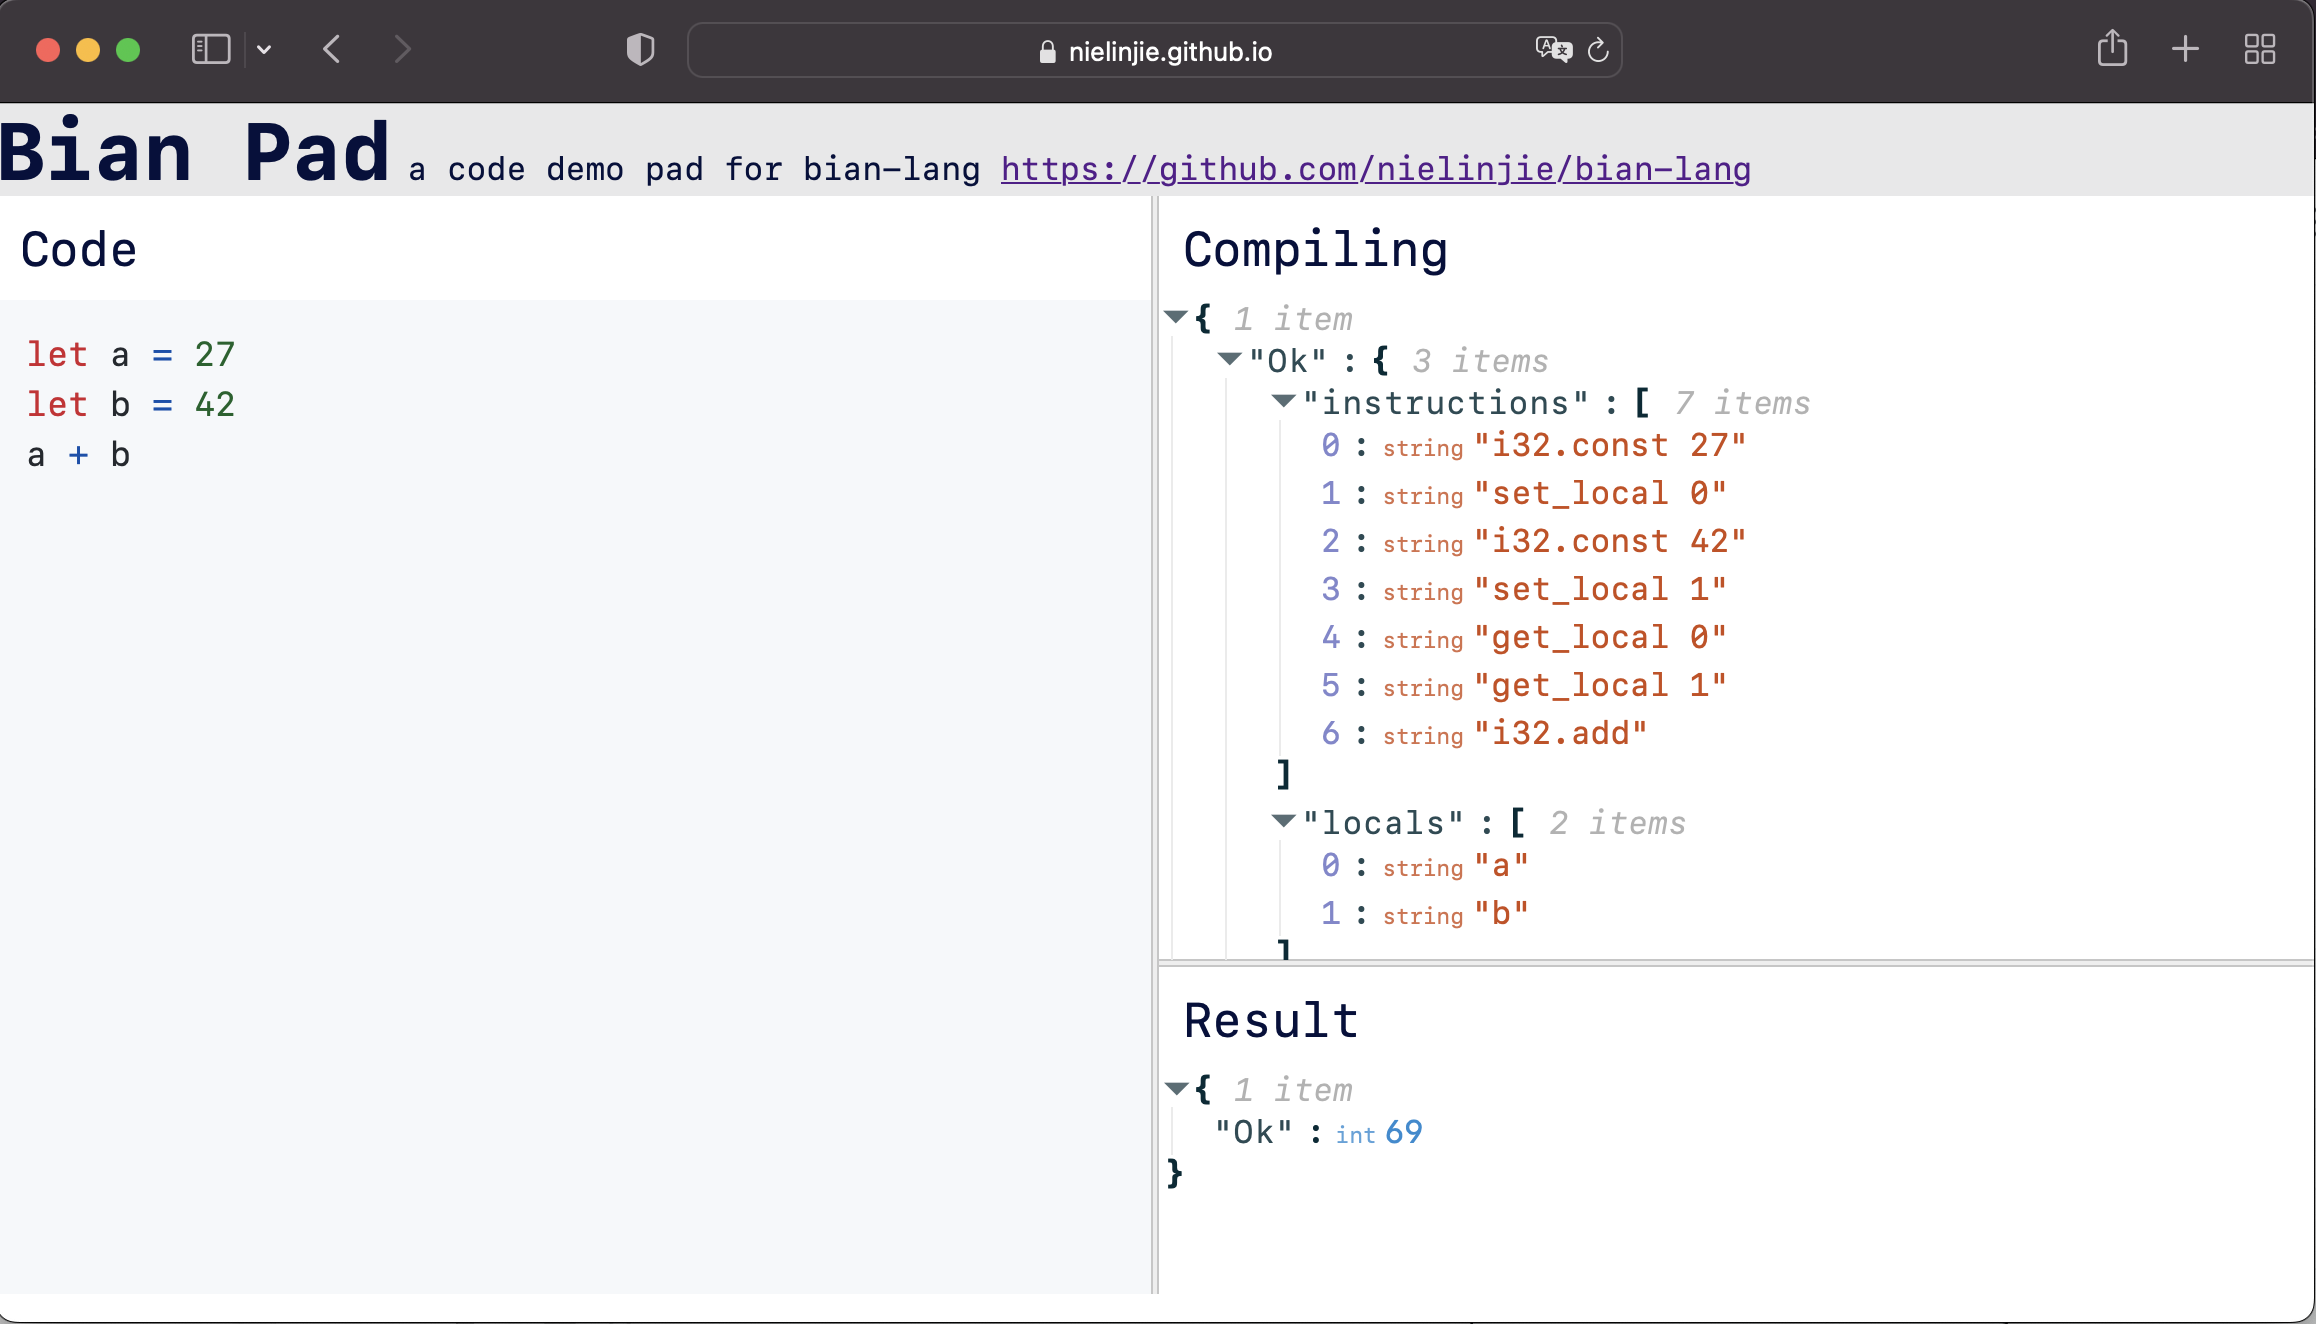 nielinjie.github.io
Bian Pad a code demo pad for bian-lang https://github.com/nielinjie/bian-lang
Code
let a = 27
let b = 42
a + b
Compiling
{ 1 item
"Ok" : { 3 items
"instructions" : [ 7 items
0 : string "i32.const 27"
1 : string "set_local 0"
2 : string "i32.const 42"
3 : string "set_local 1"
4 : string "get_local 0"
5 : string "get_local 1"
6 : string "i32.add"
]
"locals" : [ 2 items
0 : string "a"
1 : string "b"
]
Result
{ 1 item
"Ok" : int 69
}